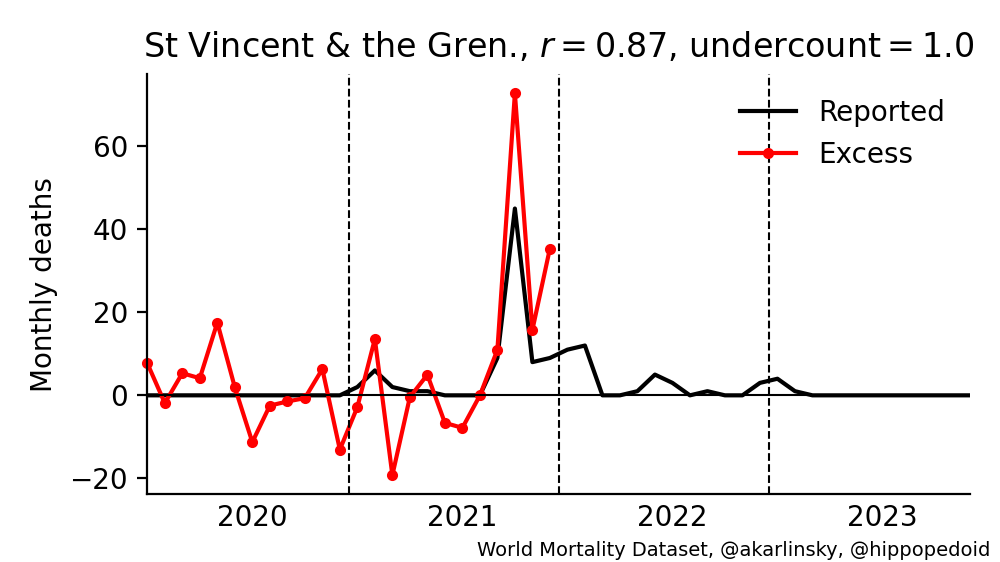 St Vincent & the Gren., r = 0.87, undercount = 1.0
Reported
Excess
Monthly deaths
60
40
20
0
−20
2020 2021 2022 2023
World Mortality Dataset, @akarlinsky, @hippopedoid